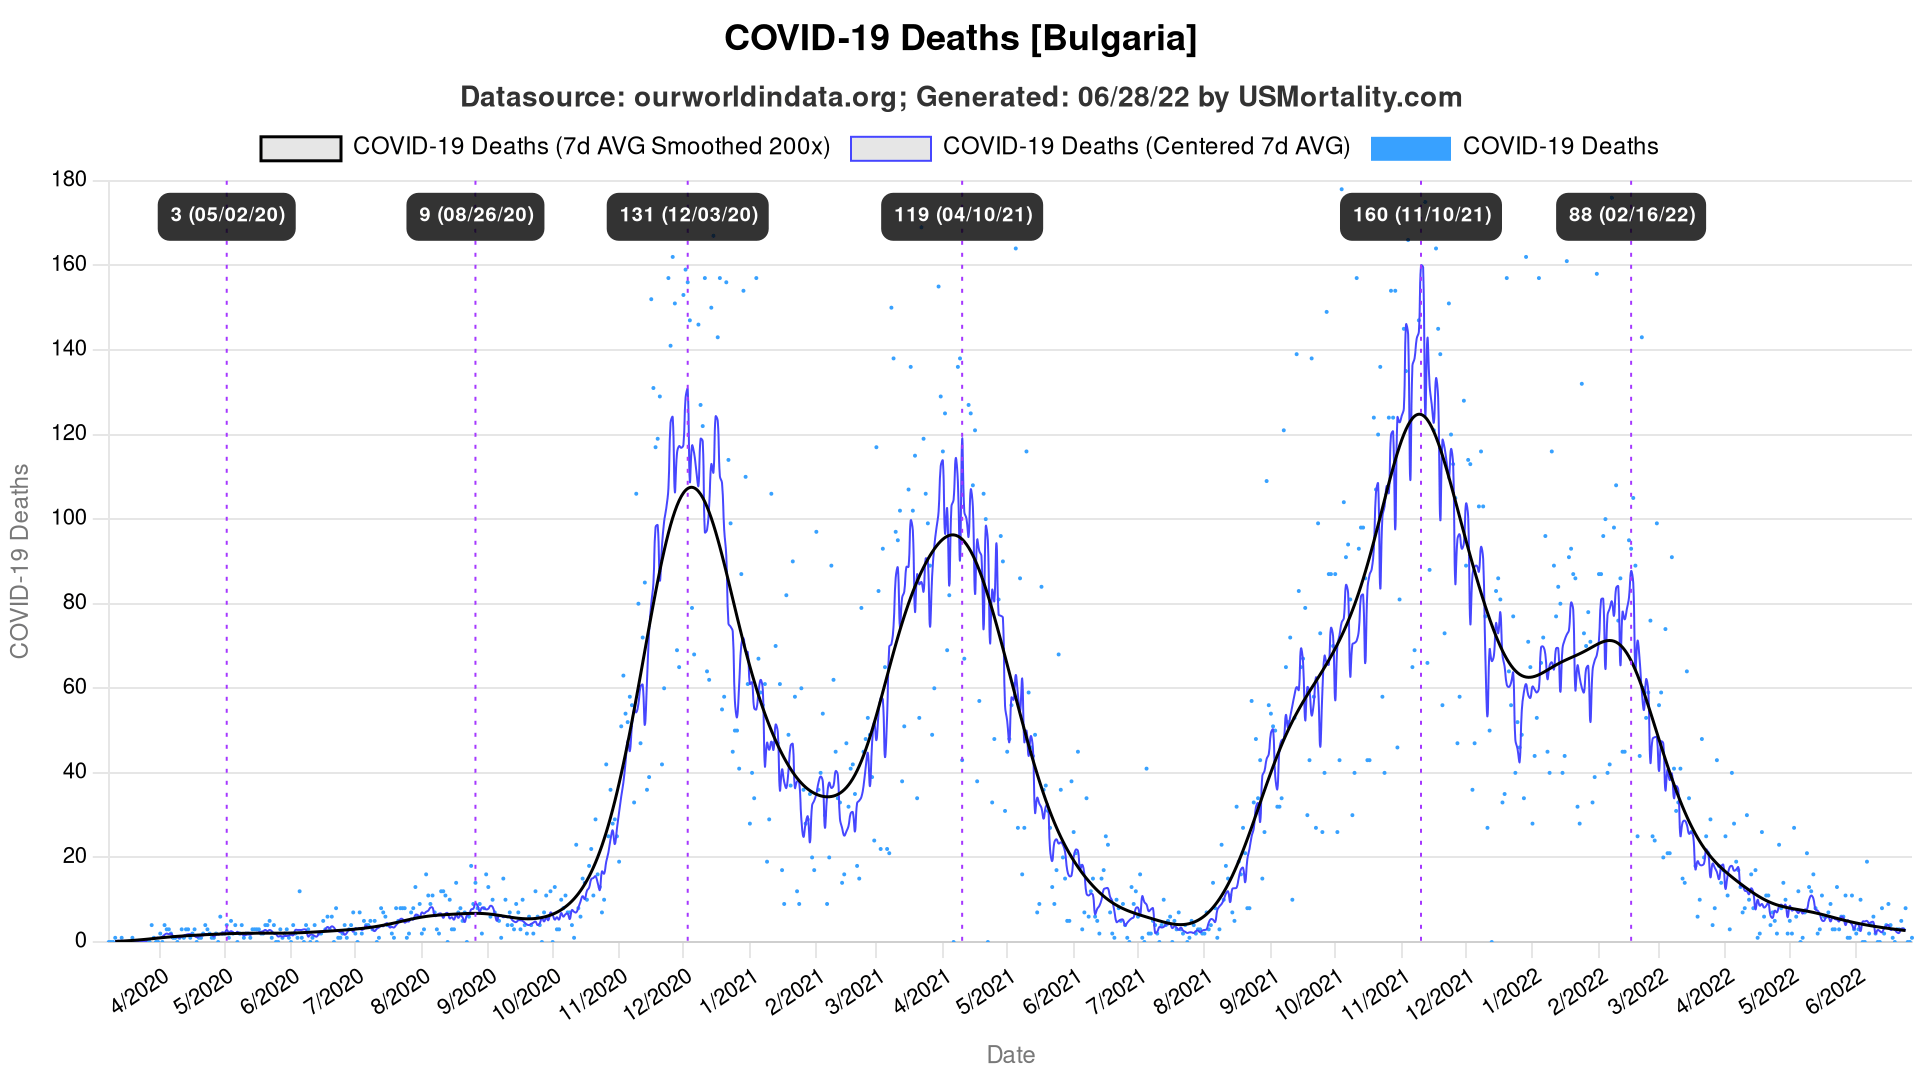 COVID-19 Deaths [Bulgaria]
Datasource: ourworldindata.org; Generated: 06/28/22 by USMortality.com
COVID-19 Deaths (7d AVG Smoothed 200x) COVID-19 Deaths (Centered 7d AVG) COVID-19 Deaths
3 (05/02/20) 9 (08/26/20) 131 (12/03/20) 119 (04/10/21) 160 (11/10/21) 88 (02/16/22)
COVID-19 Deaths
180
160
140
120
100
80
60
40
20
0
4/2020 5/2020 6/2020 7/2020 8/2020 9/2020 10/2020 11/2020 12/2020 1/2021 2/2021 3/2021 4/2021 5/2021 6/2021 7/2021 8/2021 9/2021 10/2021 11/2021 12/2021 1/2022 2/2022 3/2022 4/2022 5/2022 6/2022
Date